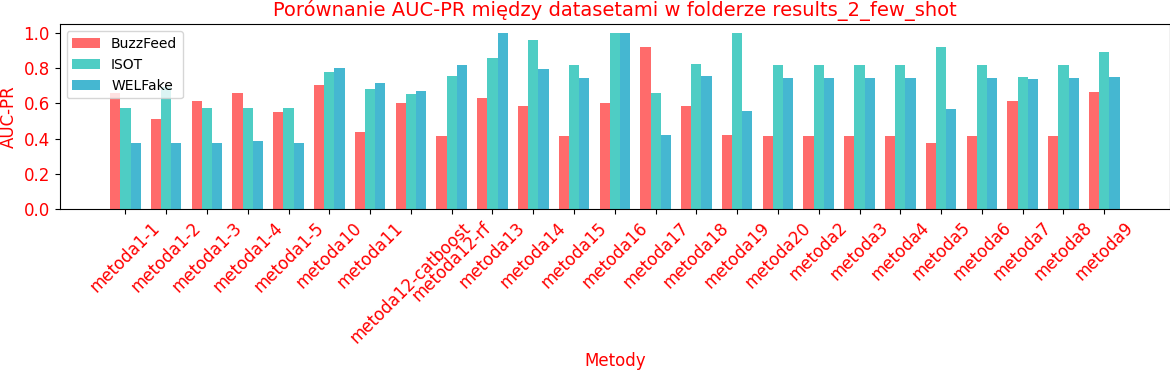 Porównanie AUC-PR między datasetami w folderze results_2_few_shot
BuzzFeed
ISOT
WELFake
AUC-PR
1.0
0.8
0.6
0.4
0.2
0.0
metoda1-1
metoda1-2
metoda1-3
metoda1-4
metoda1-5
metoda10
metoda11
metoda12-catboost
metoda12-rf
metoda13
metoda14
metoda15
metoda16
metoda17
metoda18
metoda19
metoda20
metoda2
metoda3
metoda4
metoda5
metoda6
metoda7
metoda8
metoda9
Metody